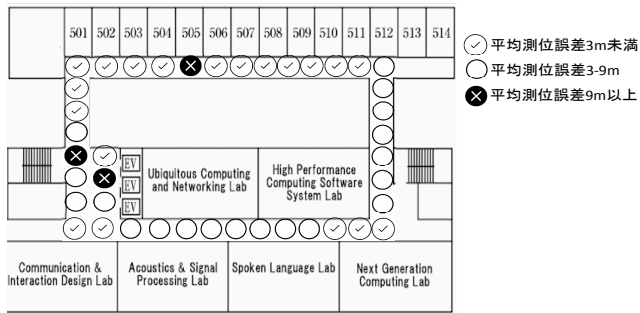 501 502 503 504 505 506 507 508 509 510 511 512 513 514
平均測位誤差3m未満
平均測位誤差3-9m
平均測位誤差9m以上
EV
EV
EV
Ubiquitous Computing
and Networking Lab
High Performance
Computing Software
System Lab
Communication &
Interaction Design Lab
Acoustics & Signal
Processing Lab
Spoken Language Lab
Next Generation
Computing Lab